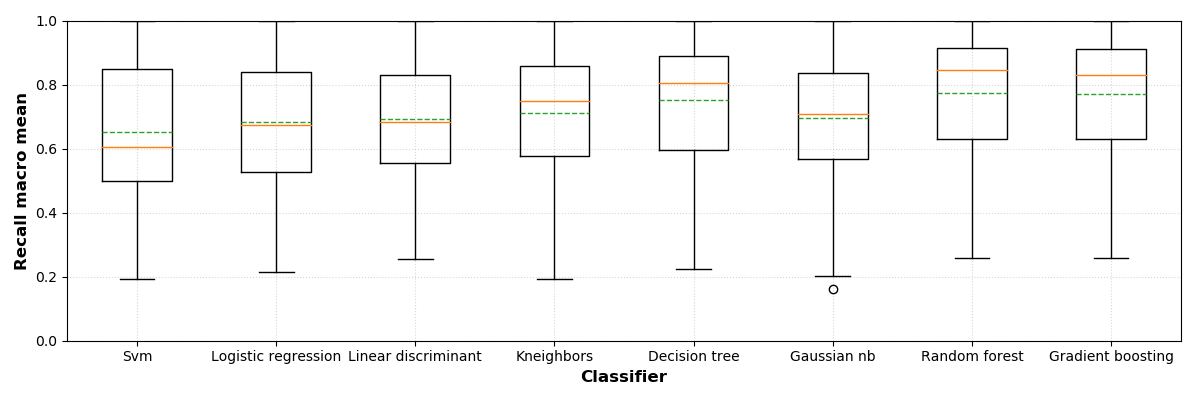 1.0
0.8
0.6
0.4
0.2
0.0
Recall macro mean
Svm
Logistic regression
Linear discriminant
Kneighbors
Decision tree
Gaussian nb
Random forest
Gradient boosting
Classifier